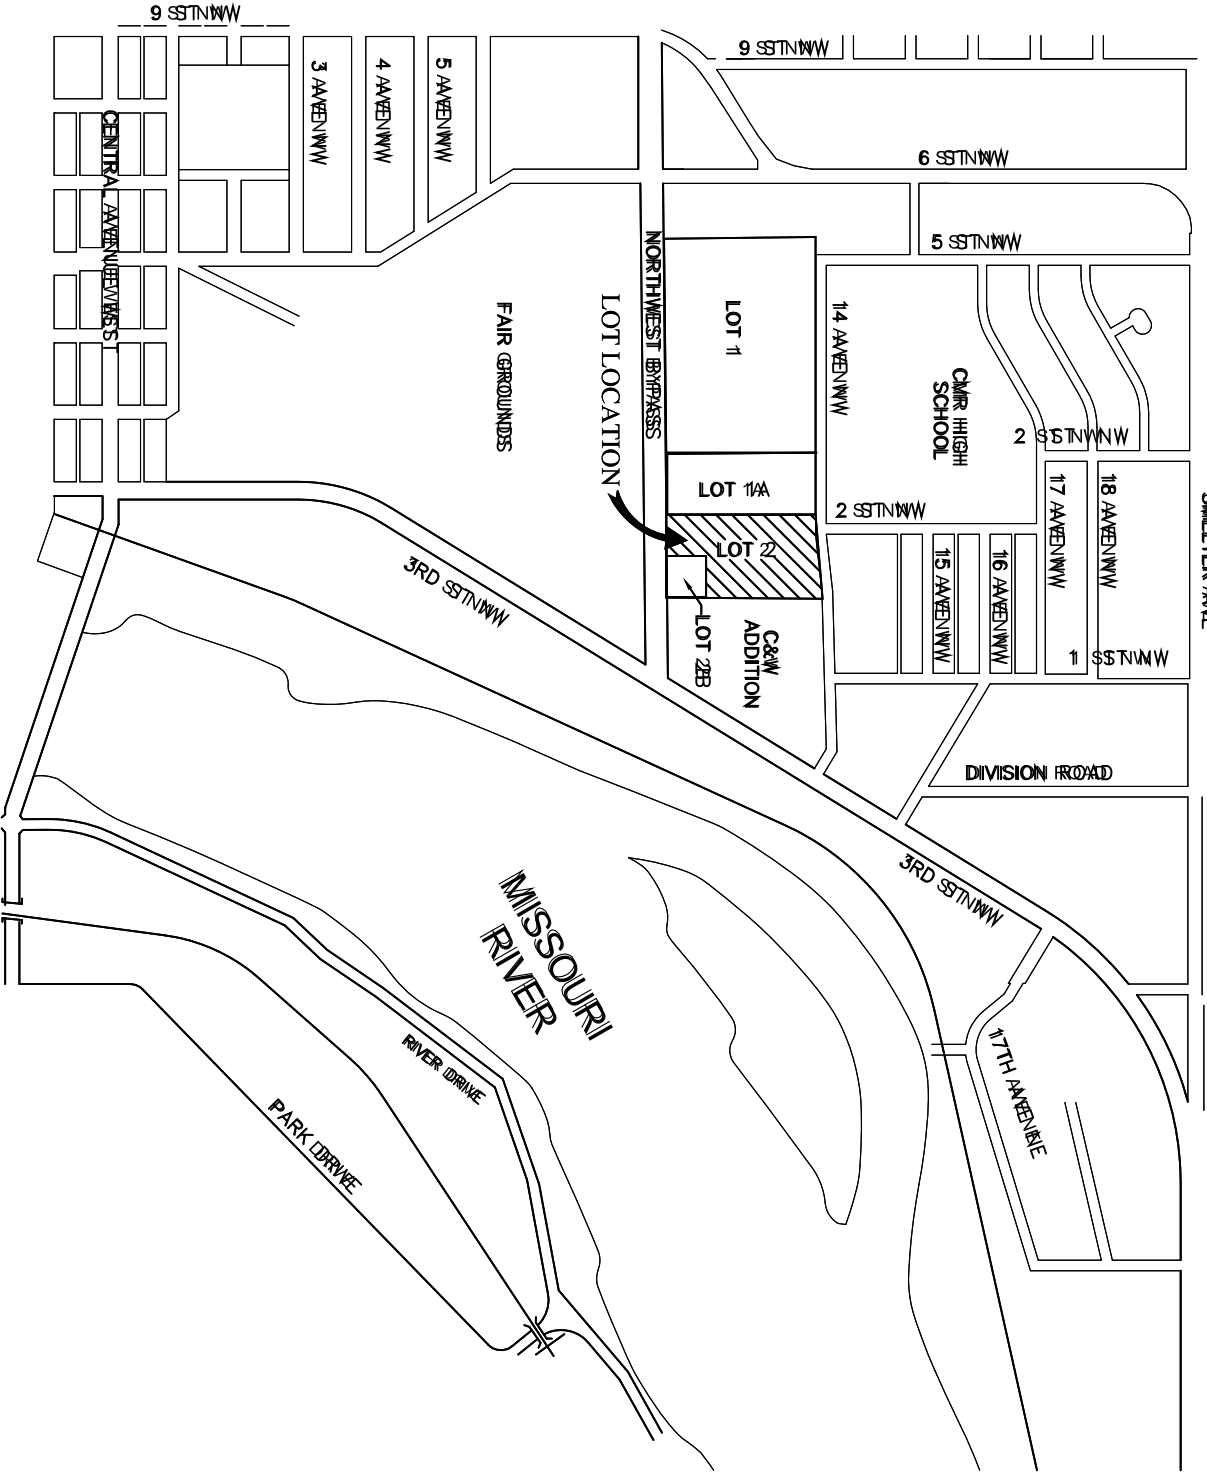 9 ST NW
9 ST NW
3 AVE NW
4 AVE NW
5 AVE NW
6 ST NW
5 ST NW
CENTRAL AVENUE WEST
NORTHWEST BYPASS
FAIR GROUNDS
LOT LOCATION
LOT 1
14 AVE NW
CMR HIGH
SCHOOL
2 ST NW
LOT 1A
2 ST NW
17 AVE NW
18 AVE NW
LOT 2
15 AVE NW
16 AVE NW
3RD ST NW
LOT 2B
C&W
ADDITION
1 ST NW
DIVISION ROAD
3RD ST NW
MISSOURI
RIVER
RIVER DRIVE
PARK DRIVE
17TH AVE NE